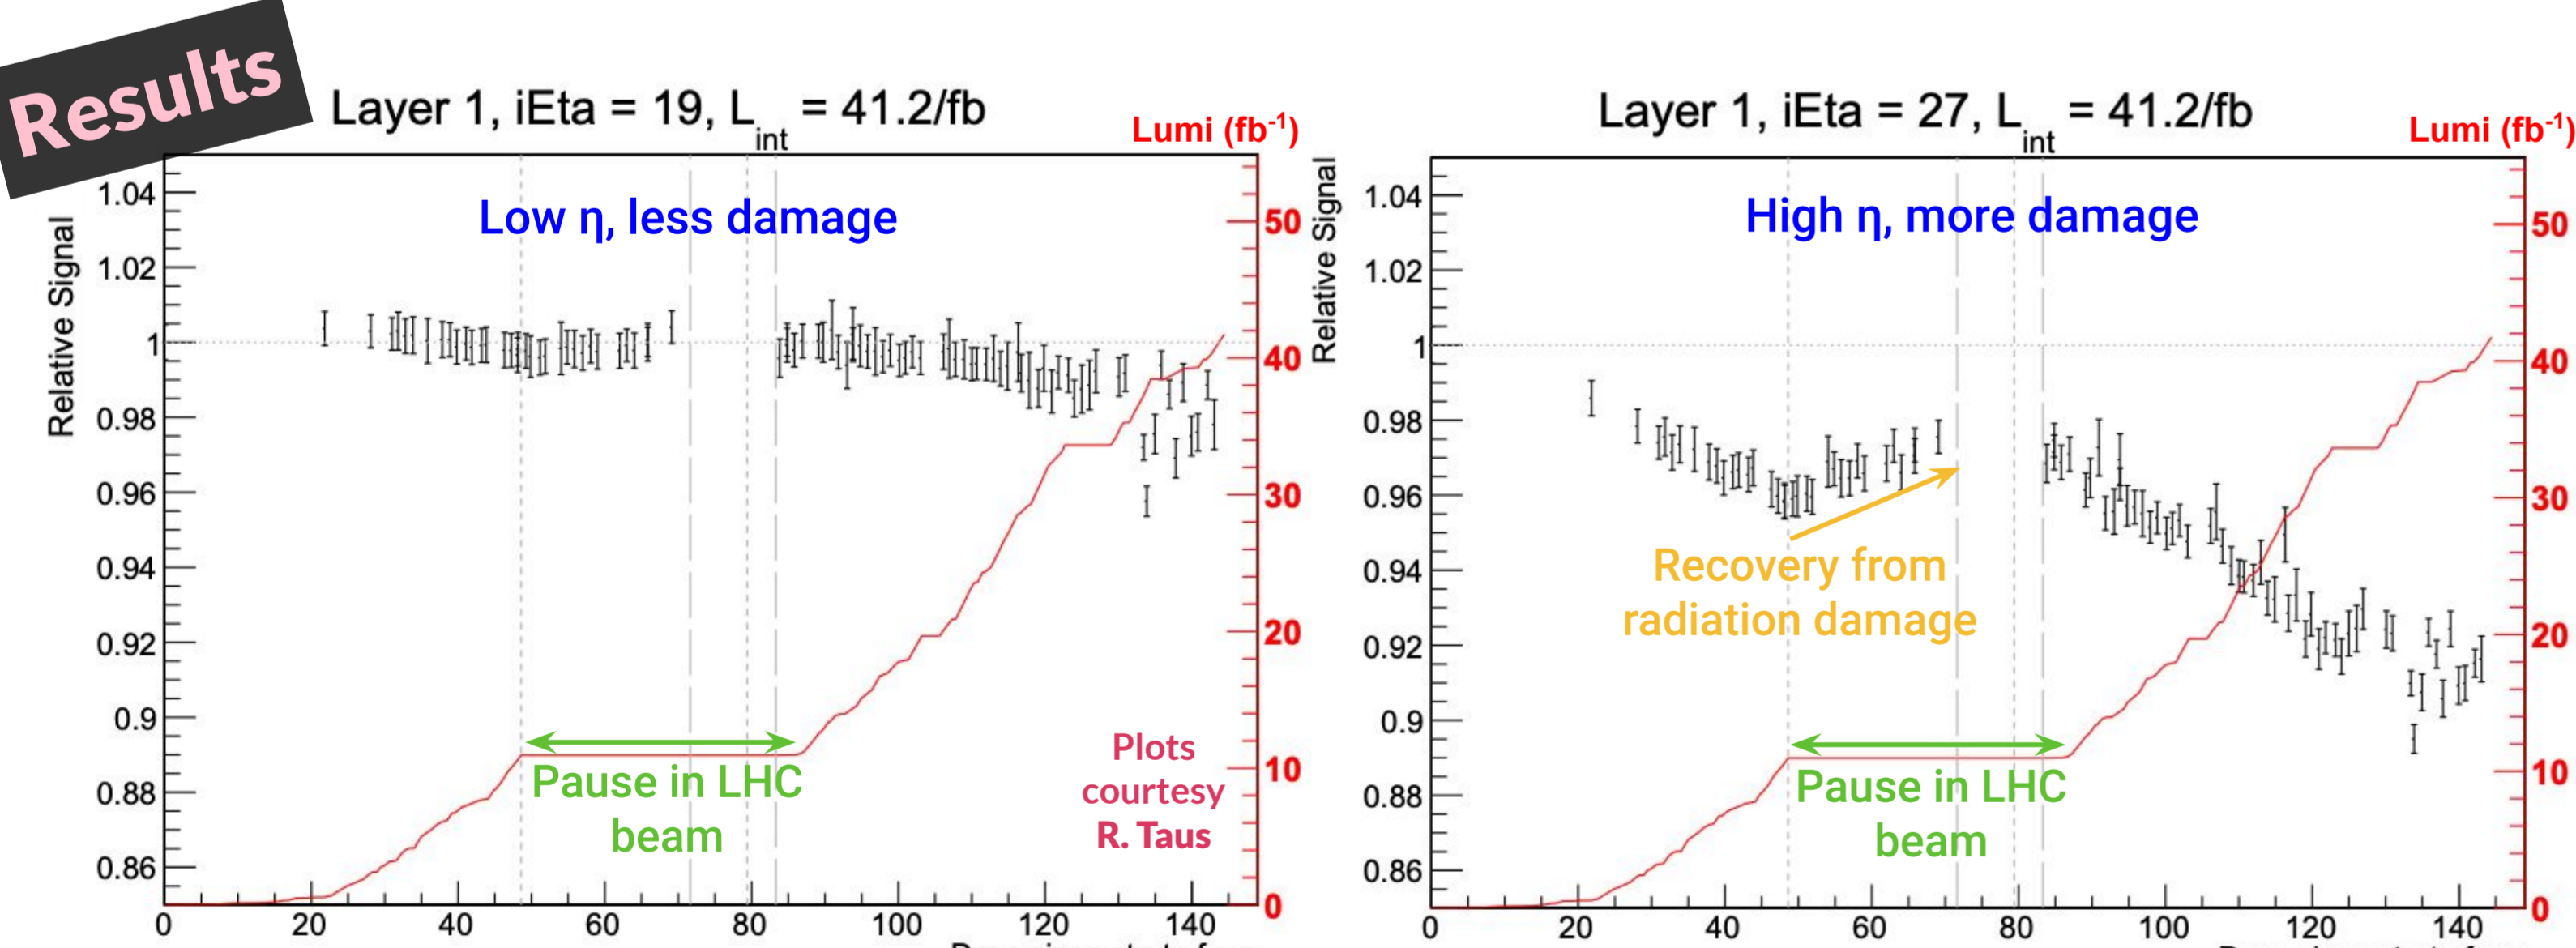 Results
Layer 1, iEta = 19, Lint = 41.2/fb
Lumi (fb-1)
Relative Signal
Low η, less damage
1.04
1.02
1
0.98
0.96
0.94
0.92
0.9
0.88
0.86
50
40
30
20
10
0
Pause in LHC
beam
Plots
courtesy
R. Taus
0 20 40 60 80 100 120 140
Layer 1, iEta = 27, Lint = 41.2/fb
Lumi (fb-1)
Relative Signal
High η, more damage
1.04
1.02
1
0.98
0.96
0.94
0.92
0.9
0.88
0.86
50
40
30
20
10
0
Recovery from
radiation damage
Pause in LHC
beam
0 20 40 60 80 100 120 140